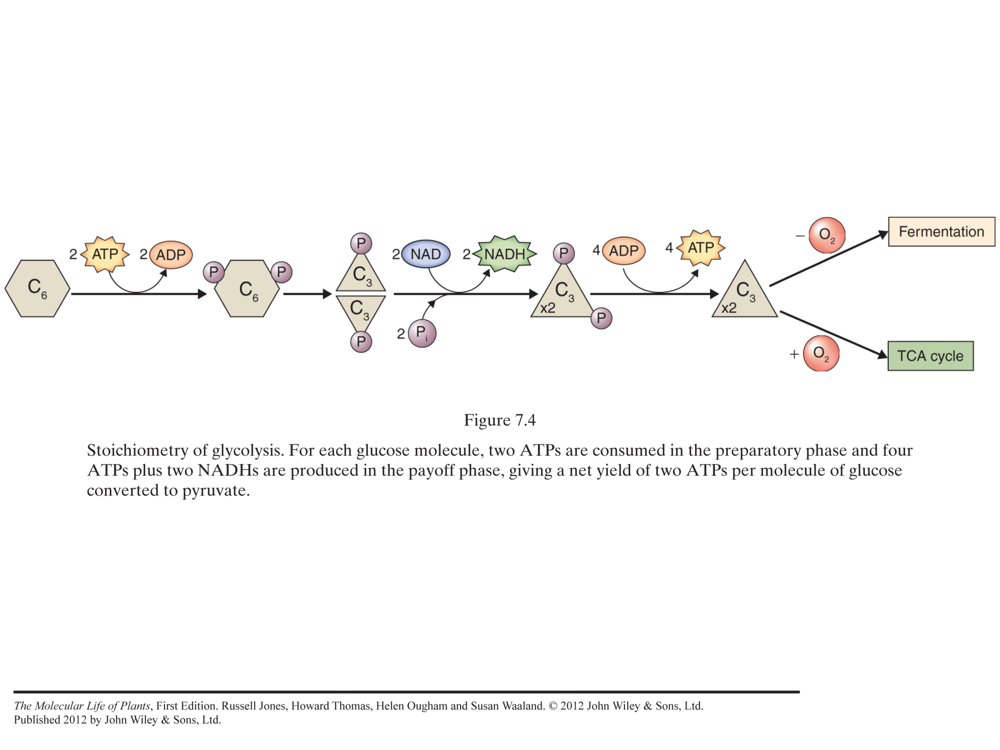 C6
2 ATP
2 ADP
P
C6
P
P
C3
C3
P
2 NAD
2 NADH
2 Pi
P
C3
x2
P
4 ADP
4 ATP
C3
x2
– O2
Fermentation
+ O2
TCA cycle
Figure 7.4
Stoichiometry of glycolysis. For each glucose molecule, two ATPs are consumed in the preparatory phase and four
ATPs plus two NADHs are produced in the payoff phase, giving a net yield of two ATPs per molecule of glucose
converted to pyruvate.
The Molecular Life of Plants, First Edition. Russell Jones, Howard Thomas, Helen Ougham and Susan Waaland. © 2012 John Wiley & Sons, Ltd.
Published 2012 by John Wiley & Sons, Ltd.